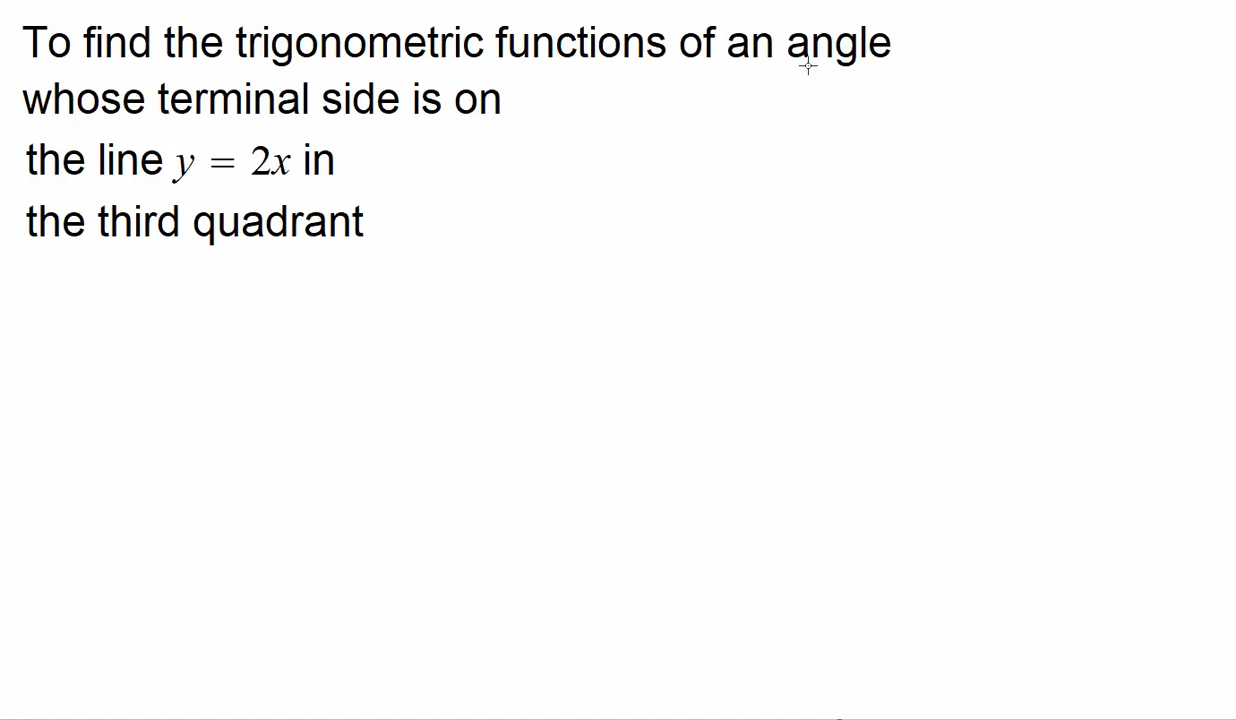 To find the trigonometric functions of an angle
whose terminal side is on
the line y = 2x in
the third quadrant